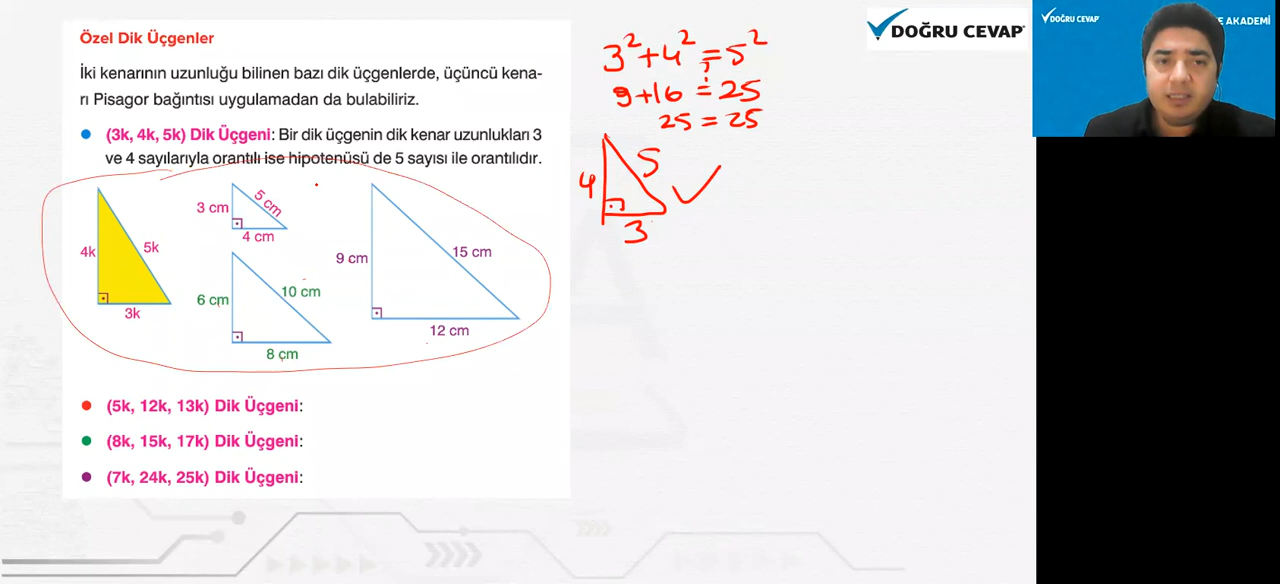 Özel Dik Üçgenler
İki kenarının uzunluğu bilinen bazı dik üçgenlerde, üçüncü kena-
rı Pisagor bağıntısı uygulamadan da bulabiliriz.
(3k, 4k, 5k) Dik Üçgeni: Bir dik üçgenin dik kenar uzunlukları 3
ve 4 sayılarıyla orantılı ise hipotenüsü de 5 sayısı ile orantılıdır.
4k
5k
3k
3 cm
5 cm
4 cm
6 cm
10 cm
8 cm
9 cm
15 cm
12 cm
(5k, 12k, 13k) Dik Üçgeni:
(8k, 15k, 17k) Dik Üçgeni:
(7k, 24k, 25k) Dik Üçgeni:
3² + 4² = 5²
9 + 16 = 25
25 = 25
4
5
3
DOĞRU CEVAP
DOĞRU CEVAP
E AKADEMİ